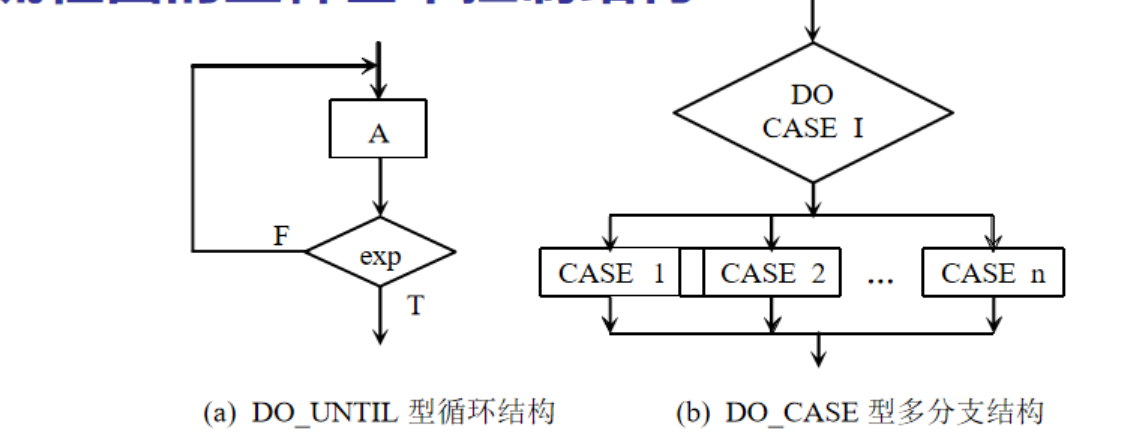 A
F
exp
T
(a) DO_UNTIL 型循环结构
DO
CASE I
CASE 1
CASE 2
...
CASE n
(b) DO_CASE 型多分支结构